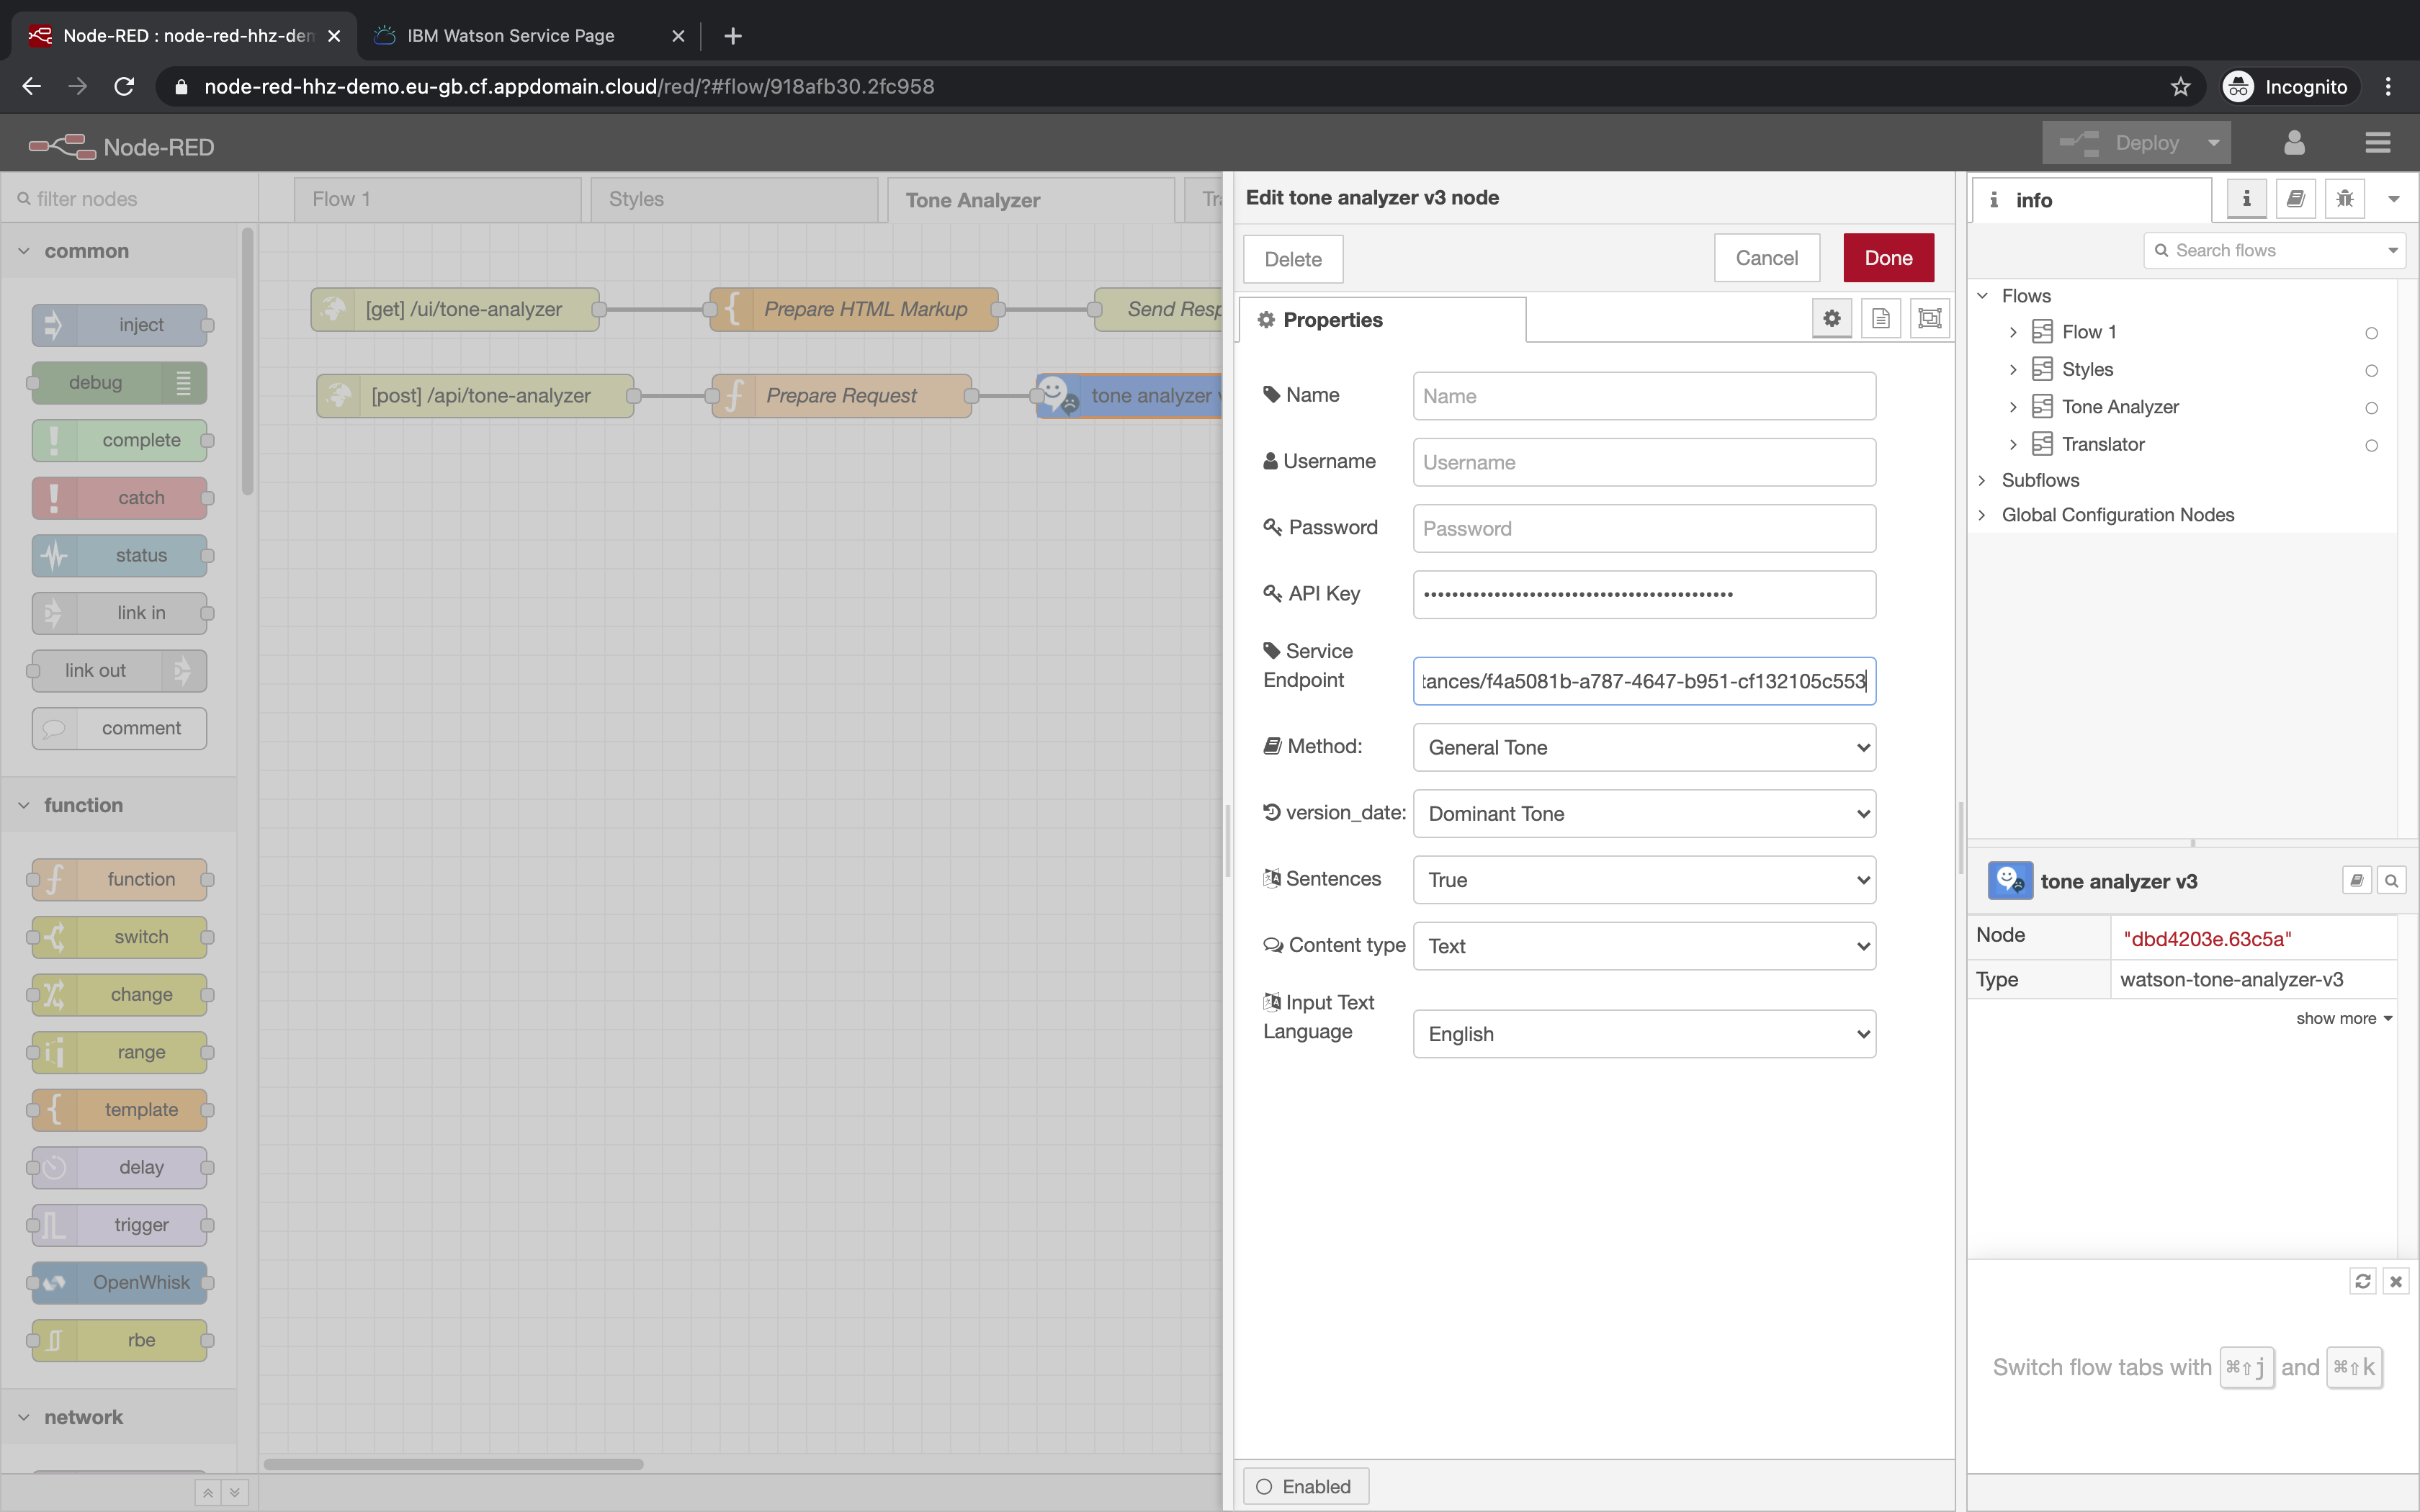 Node-RED : node-red-hhz-den
IBM Watson Service Page
node-red-hhz-demo.eu-gb.cf.appdomain.cloud/red/?#flow/918afb30.2fc958
Incognito
Node-RED
Deploy
filter nodes
Flow 1
Styles
Tone Analyzer
Edit tone analyzer v3 node
info
Delete
Cancel
Done
Search flows
common
inject
debug
complete
catch
status
link in
link out
comment
function
function
switch
change
range
template
delay
trigger
OpenWhisk
rbe
network
[get] /ui/tone-analyzer
Prepare HTML Markup
Send Resp
[post] /api/tone-analyzer
Prepare Request
tone analyzer
Properties
Name
Name
Username
Username
Password
Password
API Key
••••••••••••••••••••••••••••••••••••••••••••
Service
Endpoint
tances/f4a5081b-a787-4647-b951-cf132105c553
Method:
General Tone
version_date:
Dominant Tone
Sentences
True
Content type
Text
Input Text
Language
English
Enabled
Flows
Flow 1
Styles
Tone Analyzer
Translator
Subflows
Global Configuration Nodes
tone analyzer v3
Node
"dbd4203e.63c5a"
Type
watson-tone-analyzer-v3
show more
Switch flow tabs with ⌘⇧j and ⌘⇧k